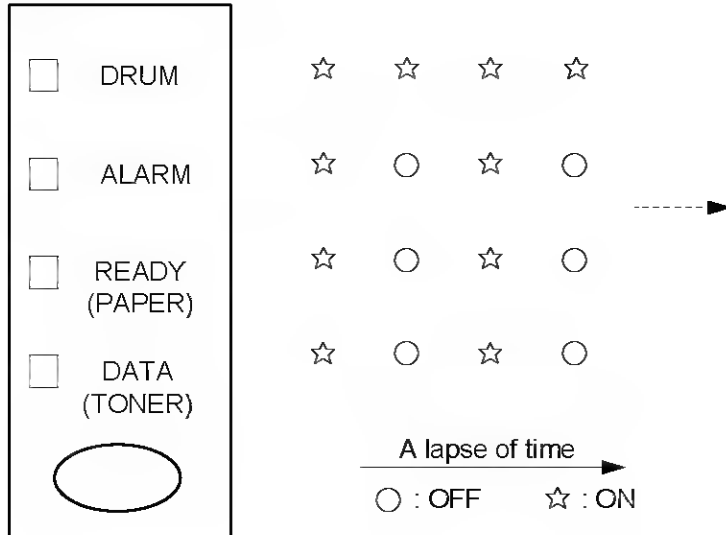 DRUM
ALARM
READY
(PAPER)
DATA
(TONER)
A lapse of time
: OFF
: ON